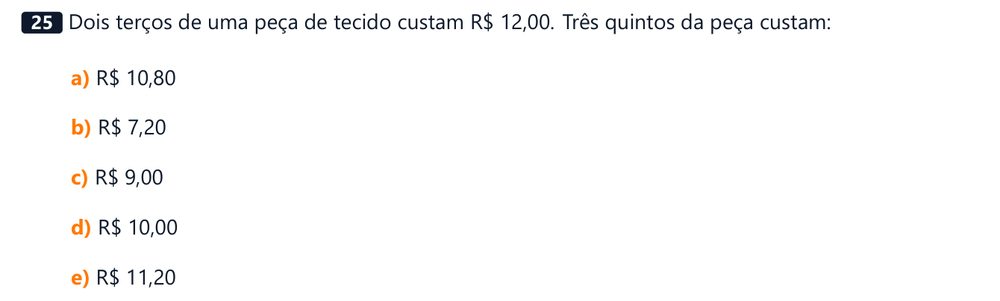 25 Dois terços de uma peça de tecido custam R$ 12,00. Três quintos da peça custam:
a) R$ 10,80
b) R$ 7,20
c) R$ 9,00
d) R$ 10,00
e) R$ 11,20